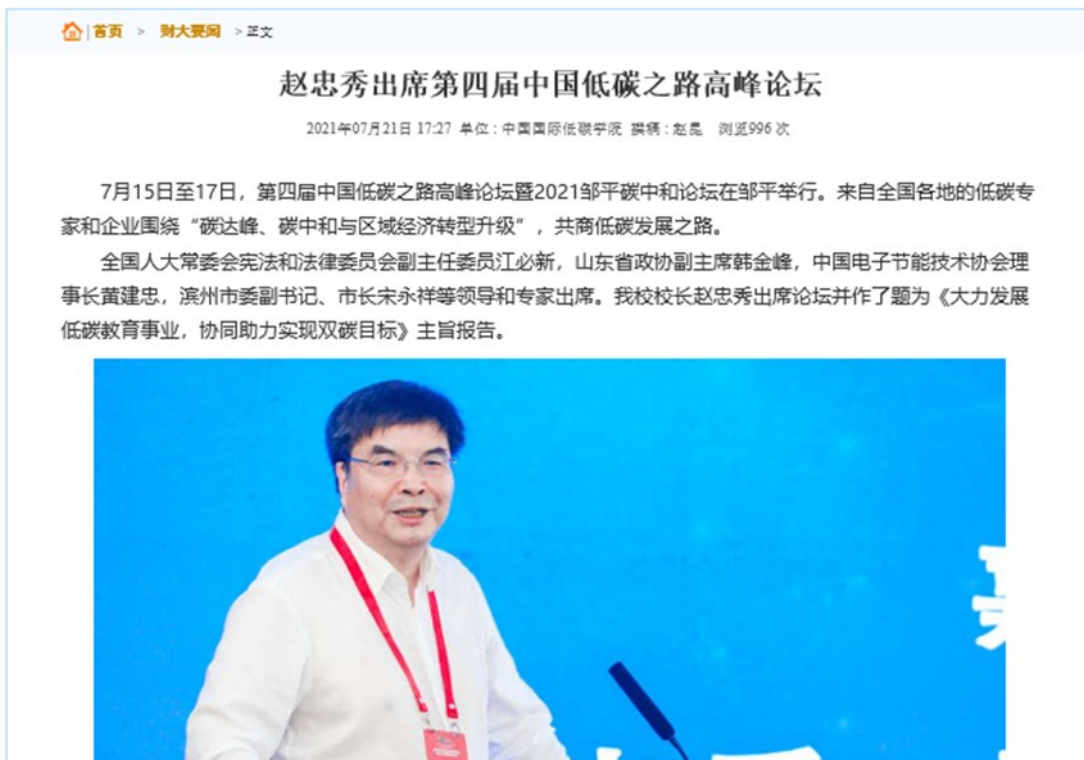 首页 > 财大要闻 > 正文
赵忠秀出席第四届中国低碳之路高峰论坛
2021年07月21日 17:27 单位：中国国际低碳学院 撰稿：赵昆 浏览996 次
7月15日至17日，第四届中国低碳之路高峰论坛暨2021邹平碳中和论坛在邹平举行。来自全国各地的低碳专
家和企业围绕“碳达峰、碳中和与区域经济转型升级”，共商低碳发展之路。
全国人大常委会宪法和法律委员会副主任委员江必新，山东省政协副主席韩金峰，中国电子节能技术协会理
事长黄建忠，滨州市委副书记、市长宋永祥等领导和专家出席。我校校长赵忠秀出席论坛并作了题为《大力发展
低碳教育事业，协同助力实现双碳目标》主旨报告。